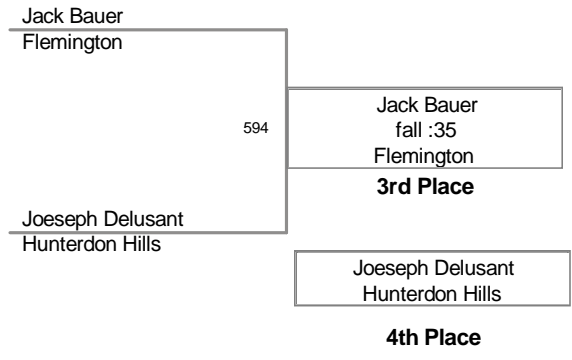 Jack Bauer
Flemington
594
Jack Bauer
fall :35
Flemington
3rd Place
Joeseph Delusant
Hunterdon Hills
Joeseph Delusant
Hunterdon Hills
4th Place